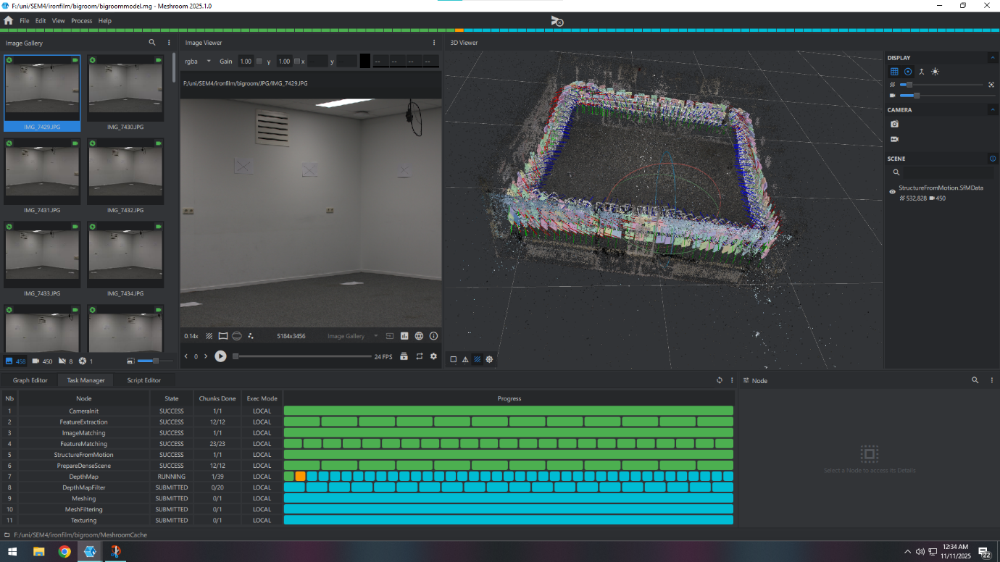 F:/uni/SEM4/ironfilm/bigroom/bigroommodel.mg - Meshroom 2025.1.0
File Edit View Process Help
Image Gallery
IMG_7429.JPG IMG_7430.JPG
IMG_7431.JPG IMG_7432.JPG
IMG_7433.JPG IMG_7434.JPG
458 450 8 1
Image Viewer
rgba Gain 1.00 γ 1.00 x y -- -- -- --
F:/uni/SEM4/ironfilm/bigroom/JPG/IMG_7429.JPG
0.14x 5184x3456 Image Gallery
0 24 FPS
3D Viewer
DISPLAY
CAMERA
SCENE
StructureFromMotion.SfMData
532,828 450
Graph Editor Task Manager Script Editor
Nb Node State Chunks Done Exec Mode Progress
1 CameraInit SUCCESS 1/1 LOCAL
2 FeatureExtraction SUCCESS 12/12 LOCAL
3 ImageMatching SUCCESS 1/1 LOCAL
4 FeatureMatching SUCCESS 23/23 LOCAL
5 StructureFromMotion SUCCESS 1/1 LOCAL
6 PrepareDenseScene SUCCESS 12/12 LOCAL
7 DepthMap RUNNING 1/39 LOCAL
8 DepthMapFilter SUBMITTED 0/20 LOCAL
9 Meshing SUBMITTED 0/1 LOCAL
10 MeshFiltering SUBMITTED 0/1 LOCAL
11 Texturing SUBMITTED 0/1 LOCAL
Node
Select a Node to access its Details
F:/uni/SEM4/ironfilm/bigroom/MeshroomCache
12:34 AM
11/11/2025
22